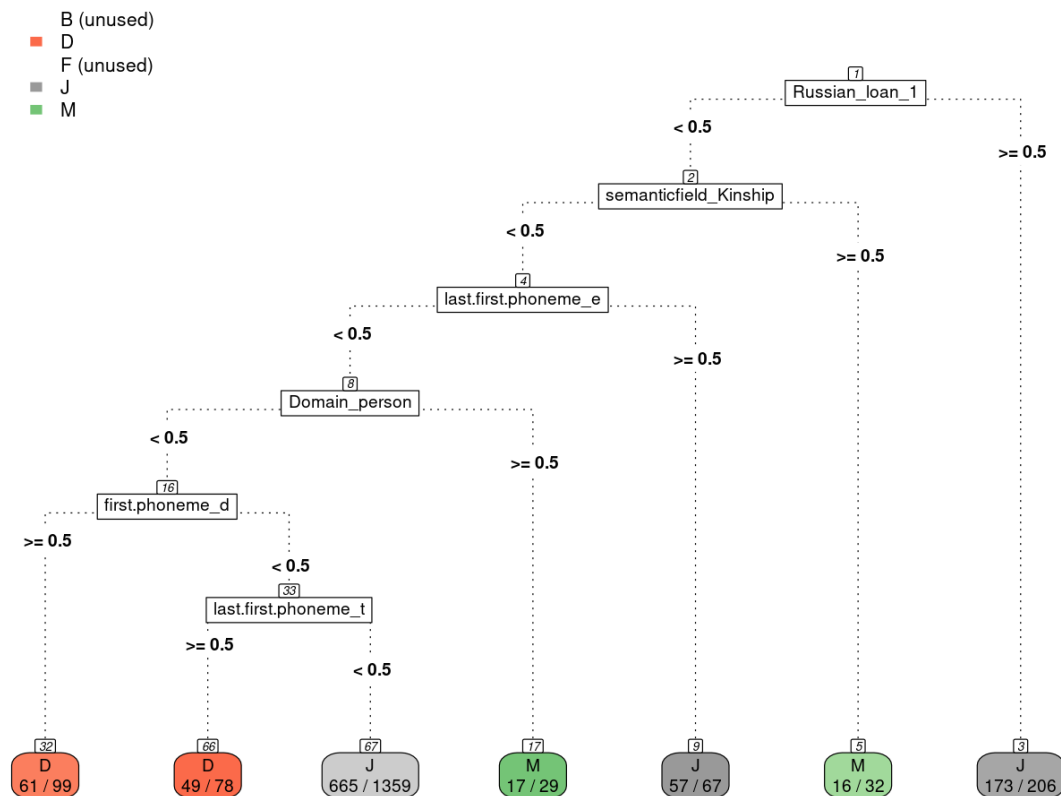 B (unused)
D
F (unused)
J
M
1
Russian_loan_1
< 0.5
>= 0.5
2
semanticfield_Kinship
< 0.5
>= 0.5
4
last.first.phoneme_e
< 0.5
>= 0.5
8
Domain_person
< 0.5
>= 0.5
16
first.phoneme_d
>= 0.5
< 0.5
33
last.first.phoneme_t
>= 0.5
< 0.5
32
D
61 / 99
66
D
49 / 78
67
J
665 / 1359
17
M
17 / 29
9
J
57 / 67
5
M
16 / 32
3
J
173 / 206